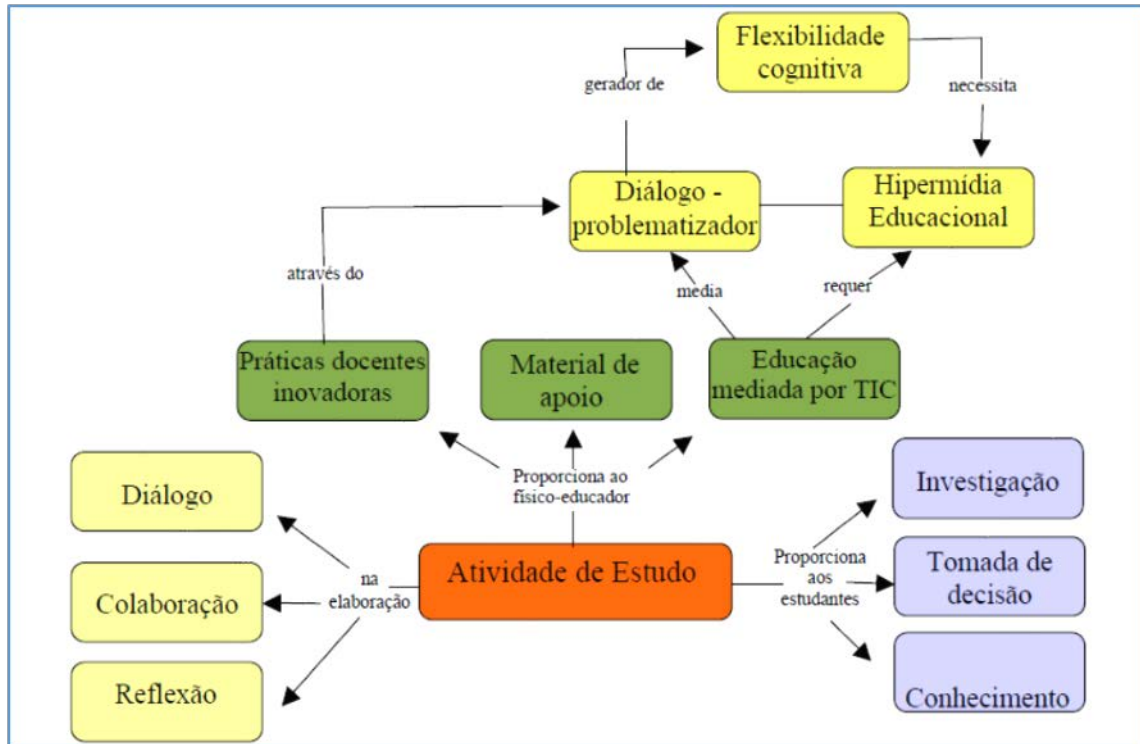 Flexibilidade
cognitiva
gerador de
necessita
Diálogo -
problematizador
Hipermídia
Educacional
através do
media
requer
Práticas docentes
inovadoras
Material de
apoio
Educação
mediada por TIC
Proporciona ao
físico-educador
Diálogo
Colaboração
Reflexão
na
elaboração
Atividade de Estudo
Proporciona
aos
estudantes
Investigação
Tomada de
decisão
Conhecimento